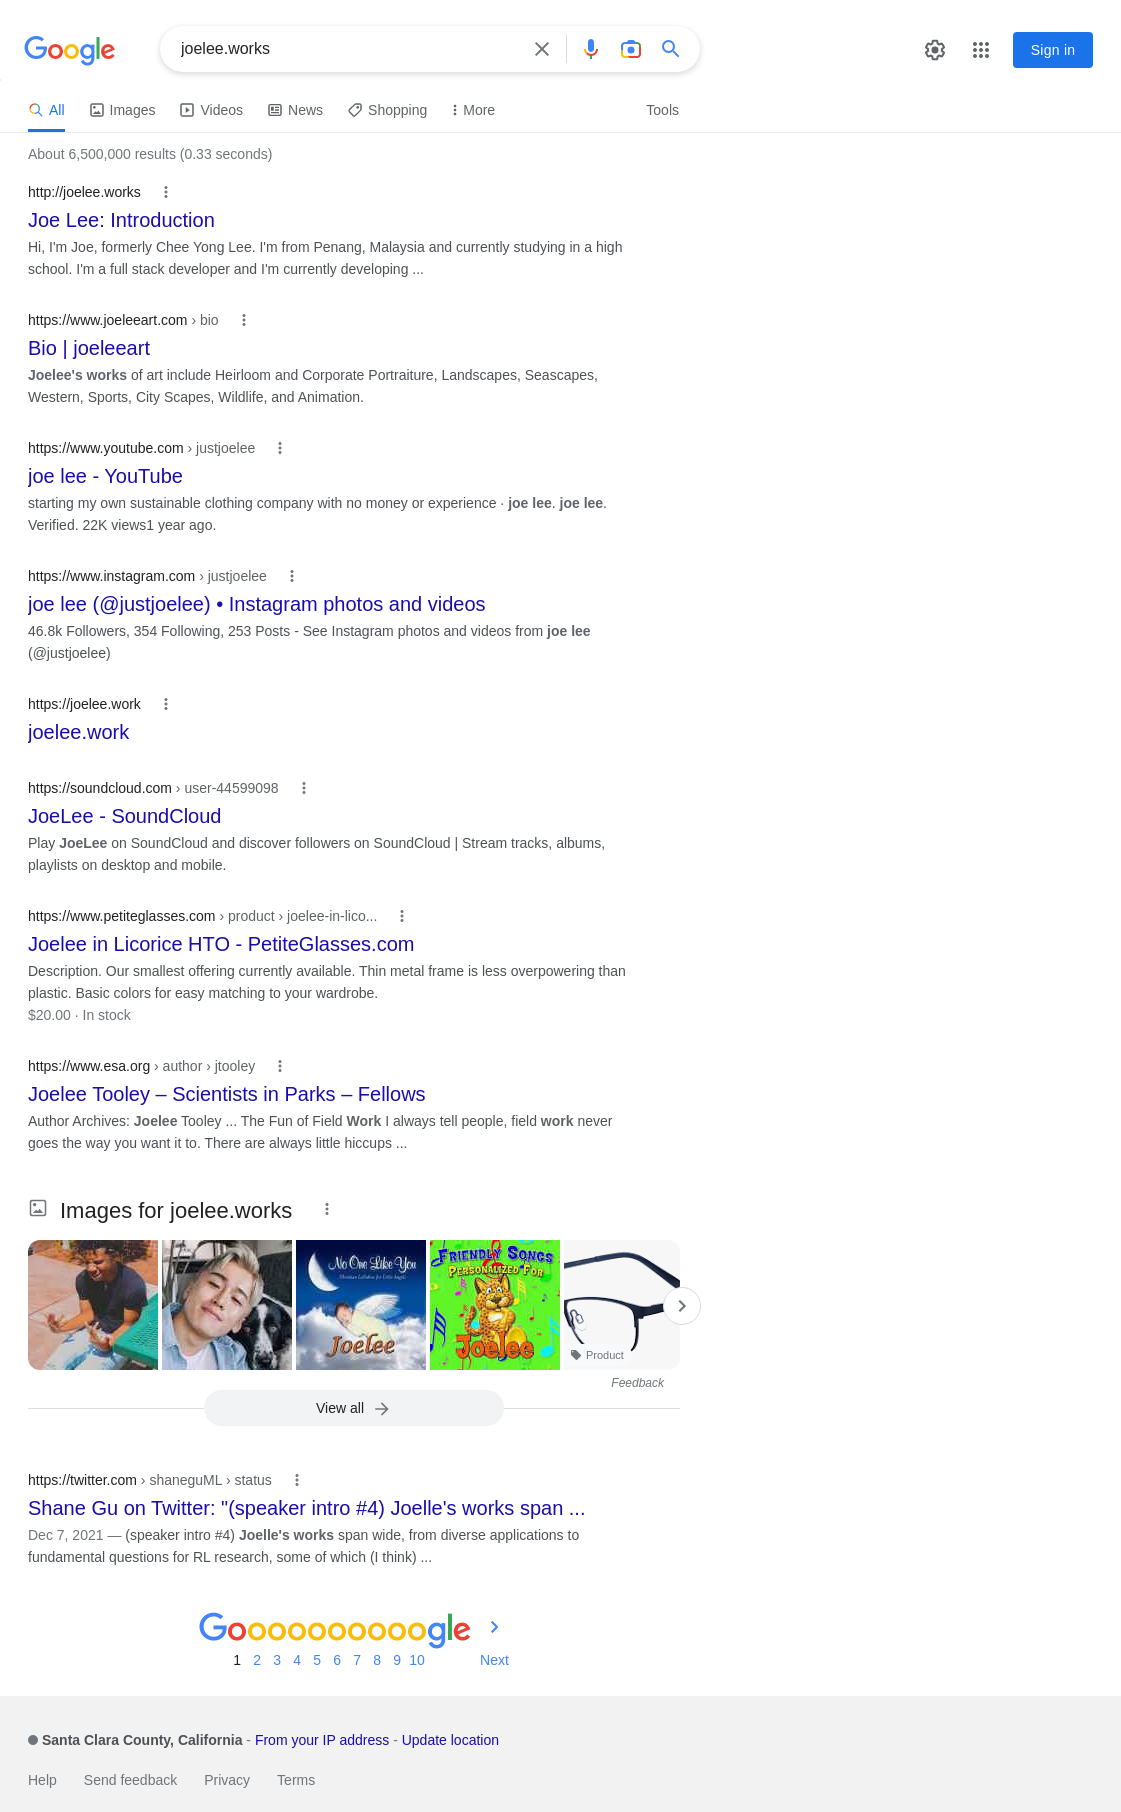 Google
joelee.works
Sign in
All Images Videos News Shopping More Tools
About 6,500,000 results (0.33 seconds)
http://joelee.works
Joe Lee: Introduction
Hi, I'm Joe, formerly Chee Yong Lee. I'm from Penang, Malaysia and currently studying in a high
school. I'm a full stack developer and I'm currently developing ...
https://www.joeleeart.com › bio
Bio | joeleeart
Joelee's works of art include Heirloom and Corporate Portraiture, Landscapes, Seascapes,
Western, Sports, City Scapes, Wildlife, and Animation.
https://www.youtube.com › justjoelee
joe lee - YouTube
starting my own sustainable clothing company with no money or experience · joe lee. joe lee.
Verified. 22K views1 year ago.
https://www.instagram.com › justjoelee
joe lee (@justjoelee) • Instagram photos and videos
46.8k Followers, 354 Following, 253 Posts - See Instagram photos and videos from joe lee
(@justjoelee)
https://joelee.work
joelee.work
https://soundcloud.com › user-44599098
JoeLee - SoundCloud
Play JoeLee on SoundCloud and discover followers on SoundCloud | Stream tracks, albums,
playlists on desktop and mobile.
https://www.petiteglasses.com › product › joelee-in-lico...
Joelee in Licorice HTO - PetiteGlasses.com
Description. Our smallest offering currently available. Thin metal frame is less overpowering than
plastic. Basic colors for easy matching to your wardrobe.
$20.00 · In stock
https://www.esa.org › author › jtooley
Joelee Tooley – Scientists in Parks – Fellows
Author Archives: Joelee Tooley ... The Fun of Field Work I always tell people, field work never
goes the way you want it to. There are always little hiccups ...
Images for joelee.works
No One Like You
Christian Lullabies for Little Angels
Joelee
FRIENDLY SONGS
PERSONALIZED FOR
Joelee
Product
Feedback
View all
https://twitter.com › shaneguML › status
Shane Gu on Twitter: "(speaker intro #4) Joelle's works span ...
Dec 7, 2021 — (speaker intro #4) Joelle's works span wide, from diverse applications to
fundamental questions for RL research, some of which (I think) ...
Goooooooooogle
1 2 3 4 5 6 7 8 9 10 Next
Santa Clara County, California - From your IP address - Update location
Help Send feedback Privacy Terms